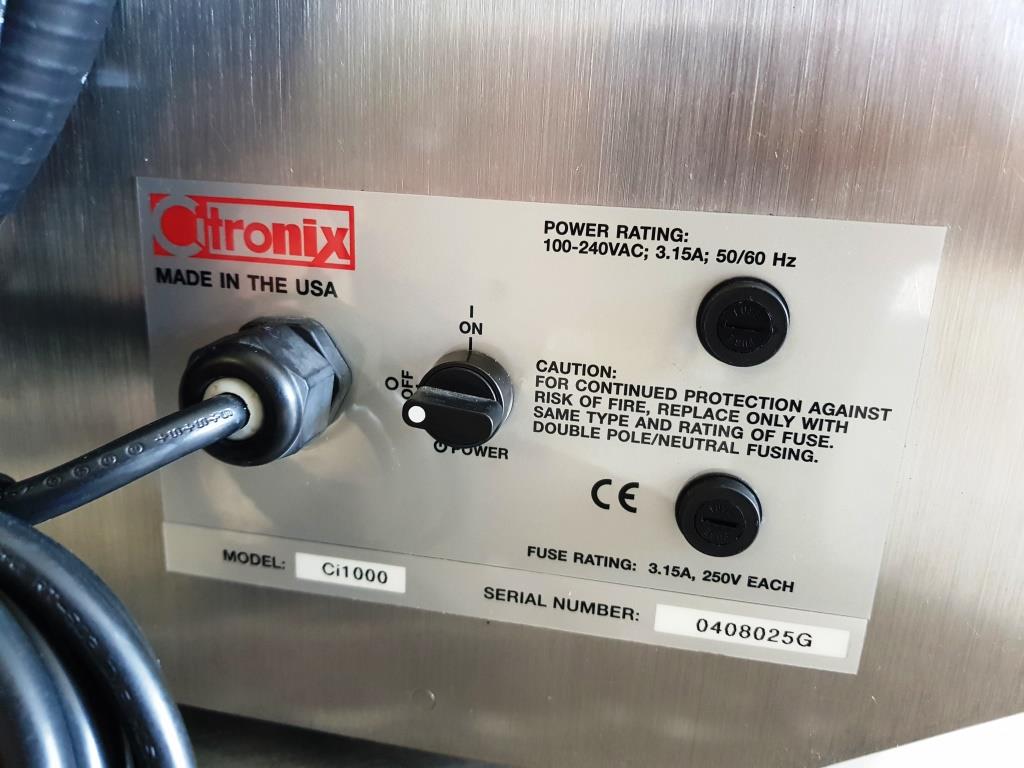 Citronix
MADE IN THE USA
POWER RATING:
100-240VAC; 3.15A; 50/60 Hz
I
ON
O
OFF
POWER
CAUTION:
FOR CONTINUED PROTECTION AGAINST
RISK OF FIRE, REPLACE ONLY WITH
SAME TYPE AND RATING OF FUSE.
DOUBLE POLE/NEUTRAL FUSING.
CE
FUSE RATING: 3.15A, 250V EACH
MODEL: Ci1000
SERIAL NUMBER: 0408025G